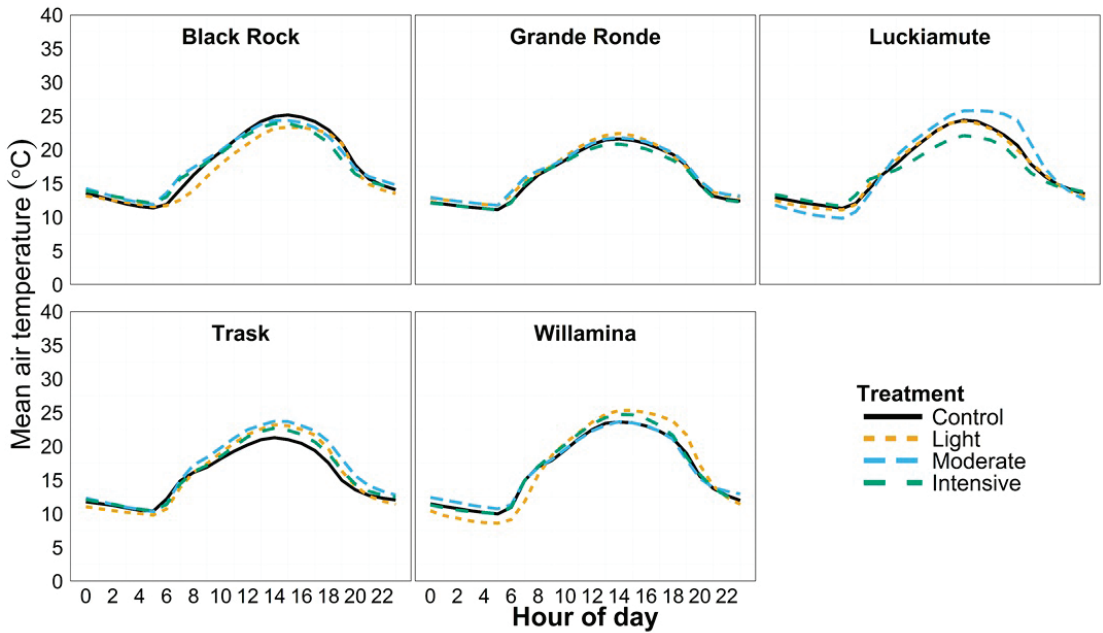 Mean air temperature (°C)
40
35
30
25
20
15
10
5
0
Black Rock
Grande Ronde
Luckiamute
40
35
30
25
20
15
10
5
0
Trask
Willamina
0 2 4 6 8 10 12 14 16 18 20 22
0 2 4 6 8 10 12 14 16 18 20 22
Hour of day
Treatment
Control
Light
Moderate
Intensive